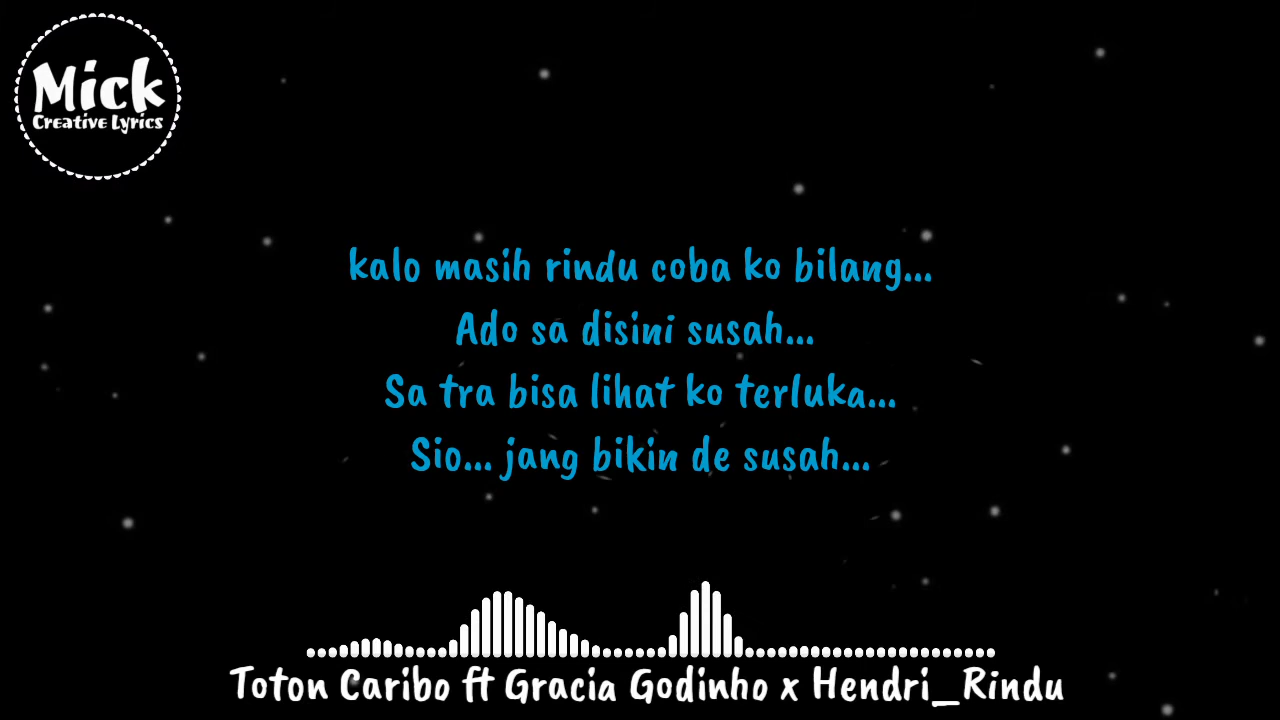 Mick
Creative Lyrics
kalo masih rindu coba ko bilang...
Ado sa disini susah...
Sa tra bisa lihat ko terluka...
Sio... jang bikin de susah...
Toton Caribo ft Gracia Godinho x Hendri_Rindu